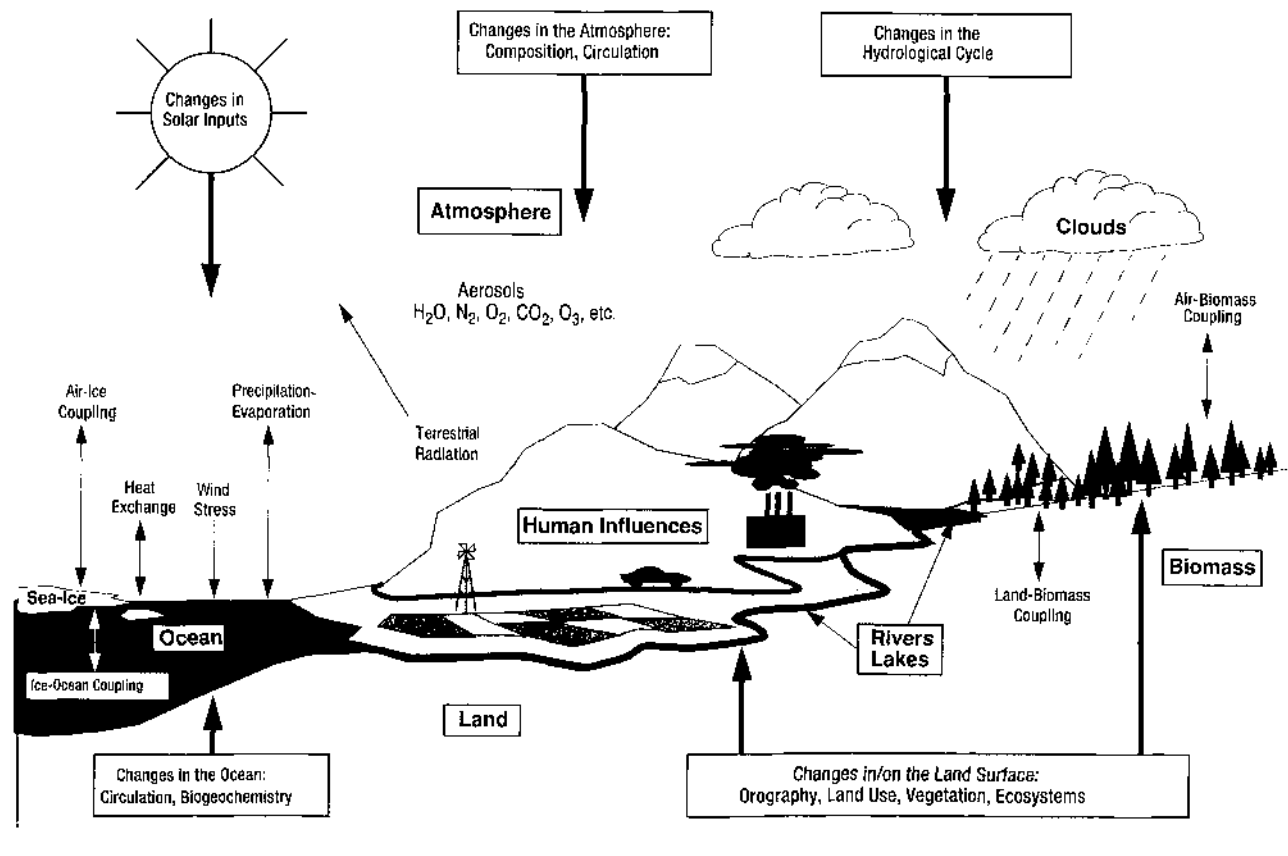 Changes in the Atmosphere:
Composition, Circulation
Changes in the
Hydrological Cycle
Changes in
Solar Inputs
Atmosphere
Clouds
Aerosols
H₂O, N₂, O₂, CO₂, O₃, etc.
Air-Biomass
Coupling
Air-Ice
Coupling
Precipitation-
Evaporation
Terrestrial
Radiation
Heat
Exchange
Wind
Stress
Human Influences
Biomass
Sea-Ice
Land-Biomass
Coupling
Ocean
Rivers
Lakes
Ice-Ocean Coupling
Land
Changes in the Ocean:
Circulation, Biogeochemistry
Changes in/on the Land Surface:
Orography, Land Use, Vegetation, Ecosystems